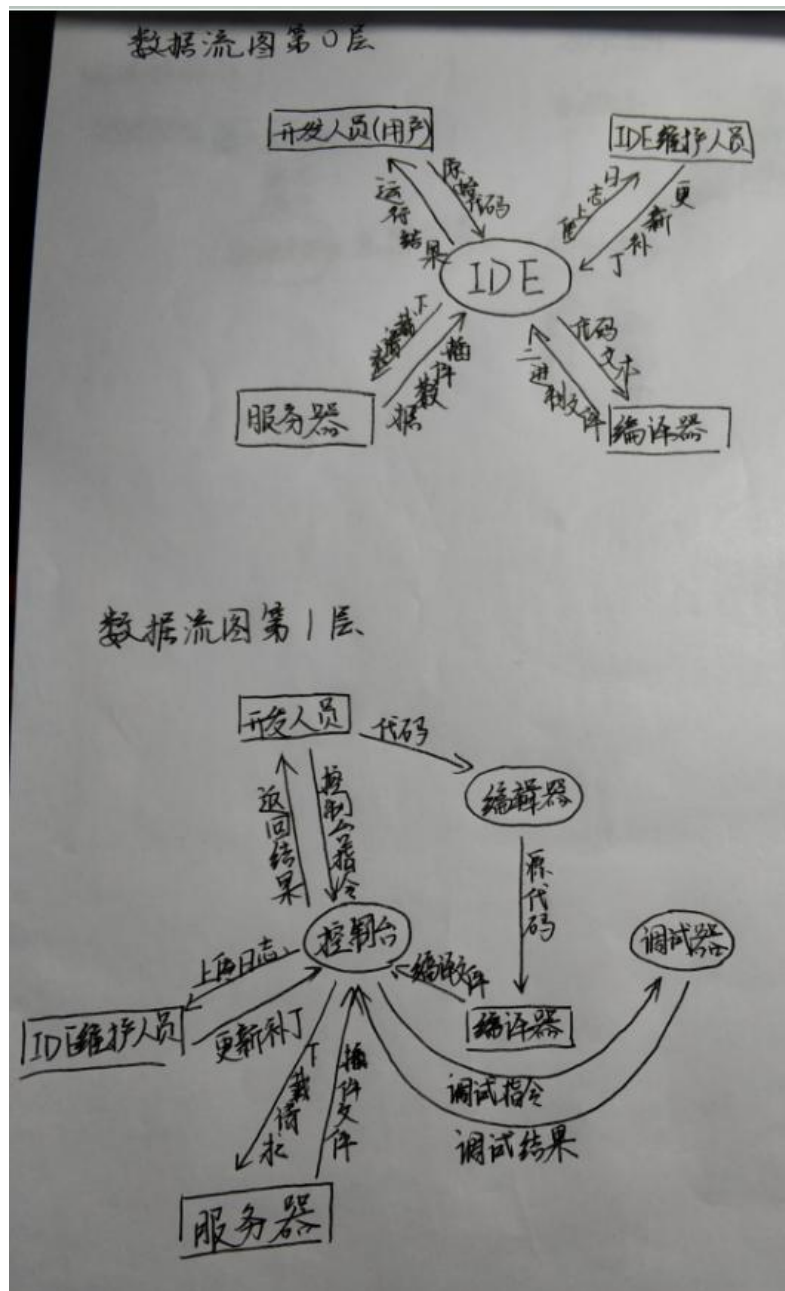 数据流图第0层
开发人员(用户)
IDE维护人员
运行结果
代码
日志
更新补丁
IDE
下载请求
插件数据
代码文本
二进制文件
服务器
编译器
数据流图第1层
开发人员
代码
编辑器
返回结果
控制台指令
源代码
控制台
调试器
上传日志
编译文件
IDE维护人员
更新补丁
编译器
下载请求
插件文件
调试指令
调试结果
服务器